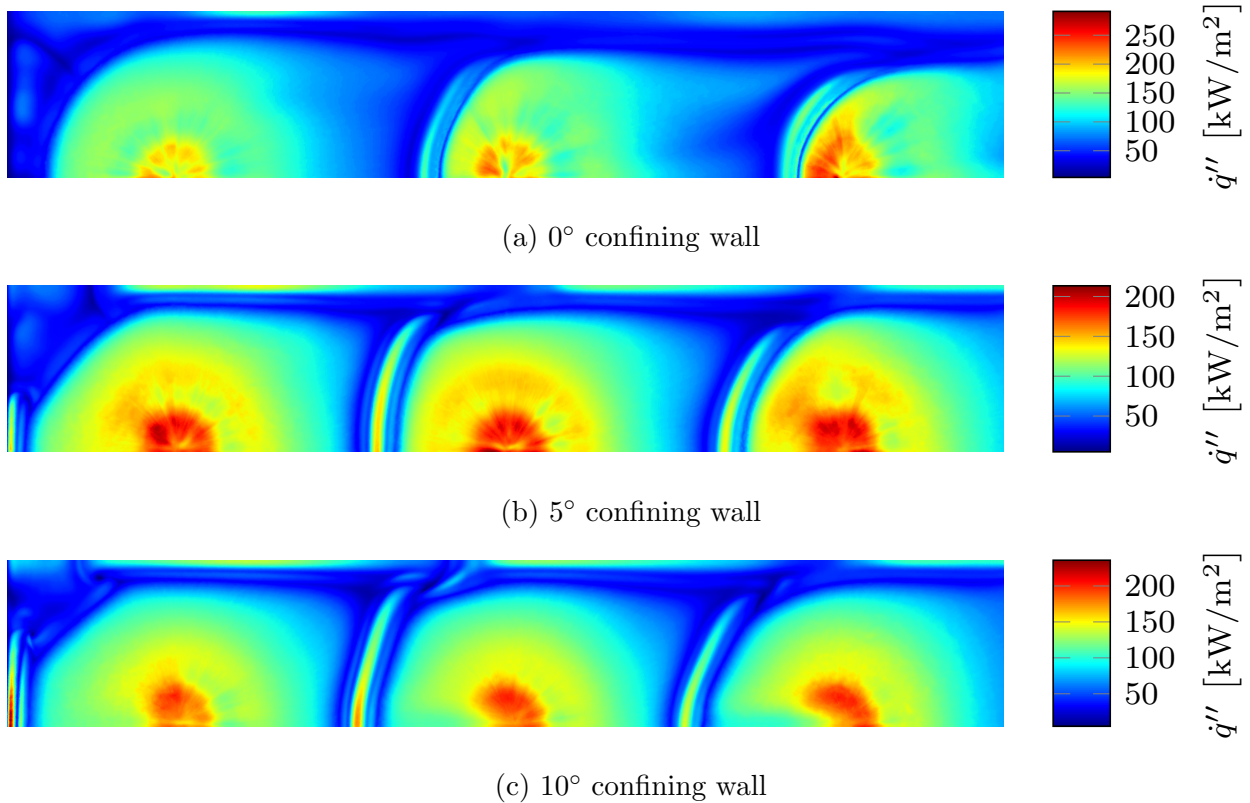 250
200
150
100
50
q̇′′ [kW/m²]
(a) 0° confining wall
200
150
100
50
q̇′′ [kW/m²]
(b) 5° confining wall
200
150
100
50
q̇′′ [kW/m²]
(c) 10° confining wall